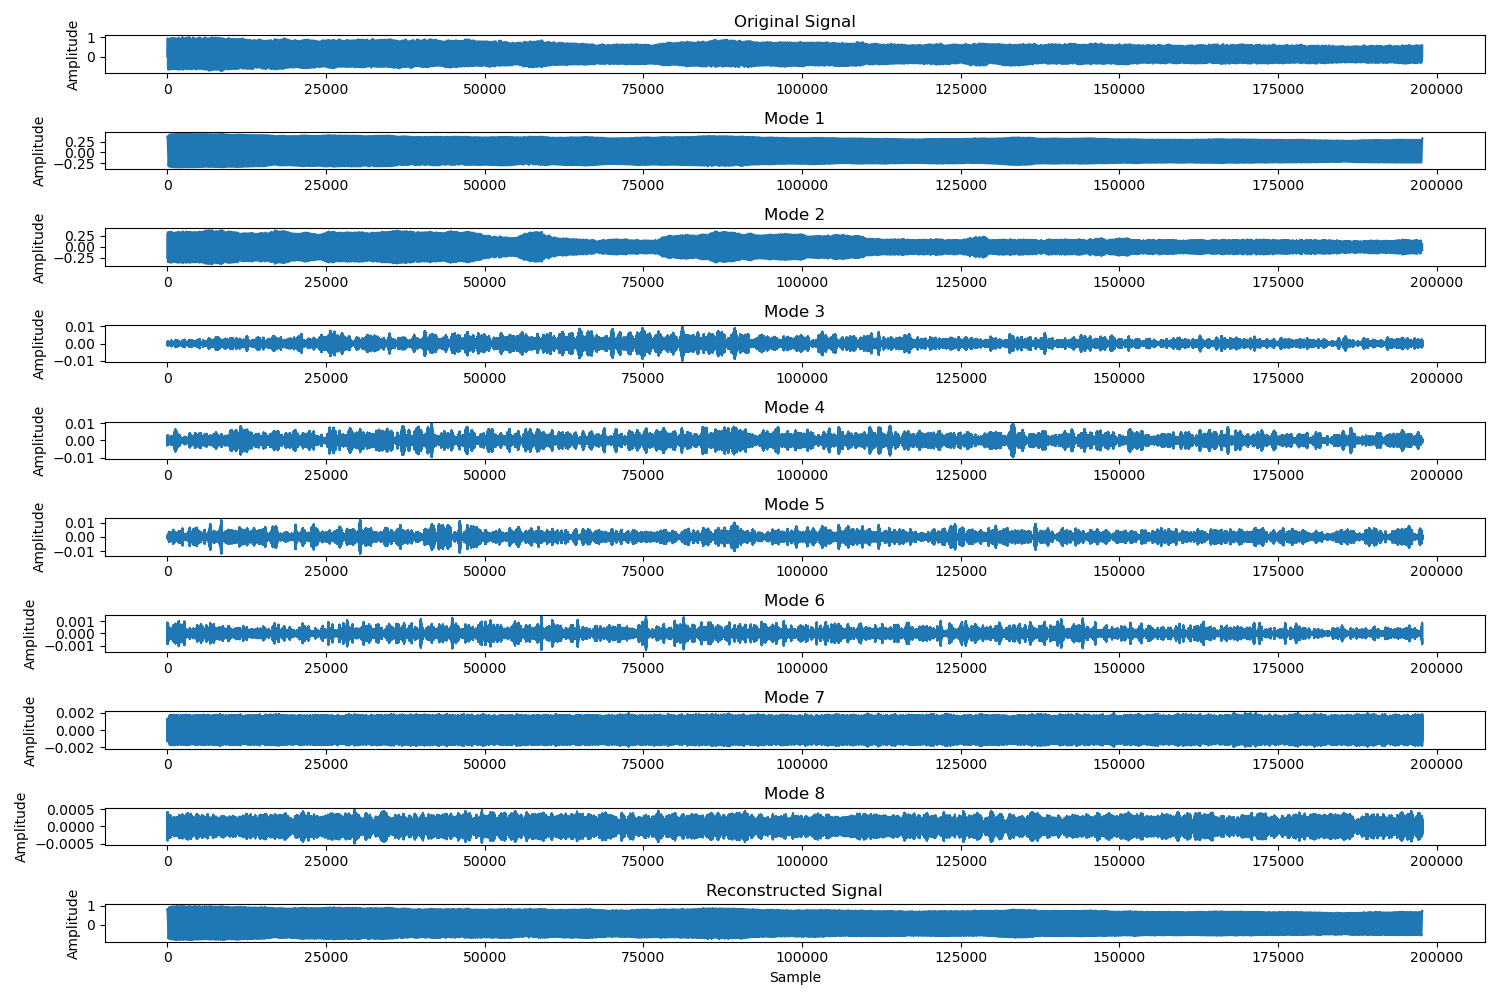 Original Signal
Amplitude
1
0
0 25000 50000 75000 100000 125000 150000 175000 200000
Mode 1
Amplitude
0.25
0.00
−0.25
0 25000 50000 75000 100000 125000 150000 175000 200000
Mode 2
Amplitude
0.25
0.00
−0.25
0 25000 50000 75000 100000 125000 150000 175000 200000
Mode 3
Amplitude
0.01
0.00
−0.01
0 25000 50000 75000 100000 125000 150000 175000 200000
Mode 4
Amplitude
0.01
0.00
−0.01
0 25000 50000 75000 100000 125000 150000 175000 200000
Mode 5
Amplitude
0.01
0.00
−0.01
0 25000 50000 75000 100000 125000 150000 175000 200000
Mode 6
Amplitude
0.001
0.000
−0.001
0 25000 50000 75000 100000 125000 150000 175000 200000
Mode 7
Amplitude
0.002
0.000
−0.002
0 25000 50000 75000 100000 125000 150000 175000 200000
Mode 8
Amplitude
0.0005
0.0000
−0.0005
0 25000 50000 75000 100000 125000 150000 175000 200000
Reconstructed Signal
Amplitude
1
0
0 25000 50000 75000 100000 125000 150000 175000 200000
Sample